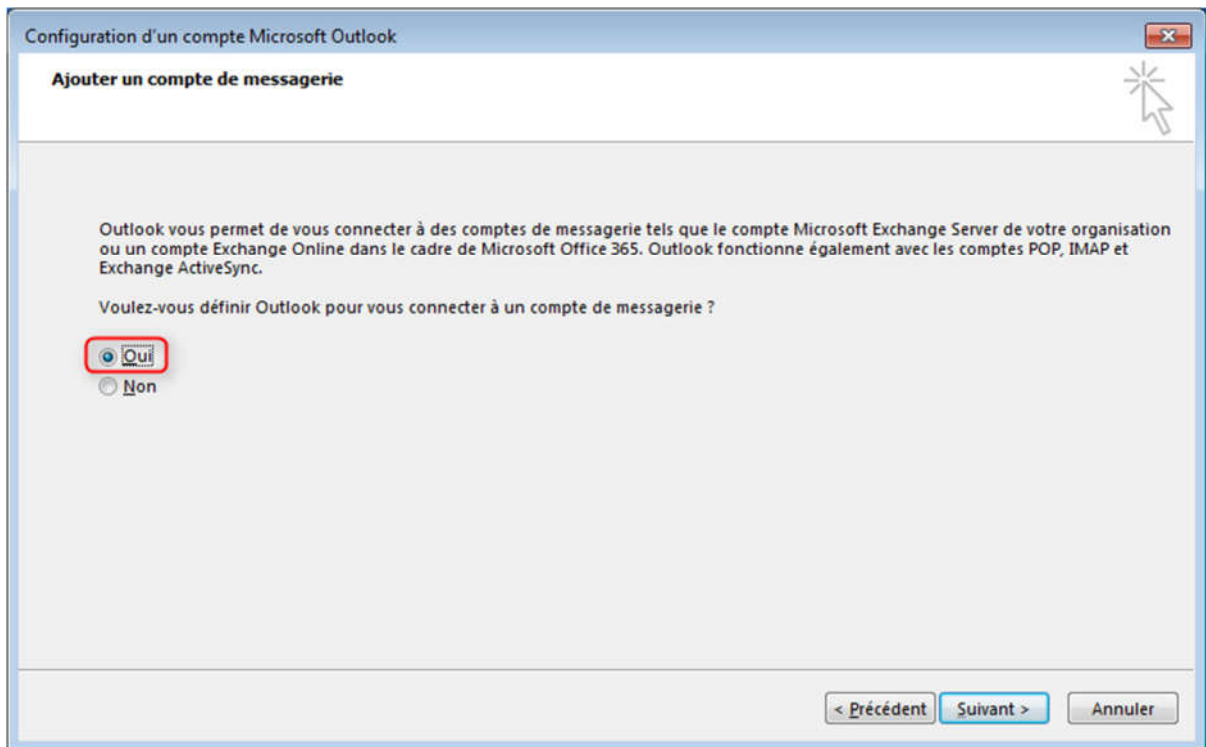 Configuration d'un compte Microsoft Outlook
Ajouter un compte de messagerie
Outlook vous permet de vous connecter à des comptes de messagerie tels que le compte Microsoft Exchange Server de votre organisation
ou un compte Exchange Online dans le cadre de Microsoft Office 365. Outlook fonctionne également avec les comptes POP, IMAP et
Exchange ActiveSync.
Voulez-vous définir Outlook pour vous connecter à un compte de messagerie ?
Oui
Non
< Précédent Suivant > Annuler